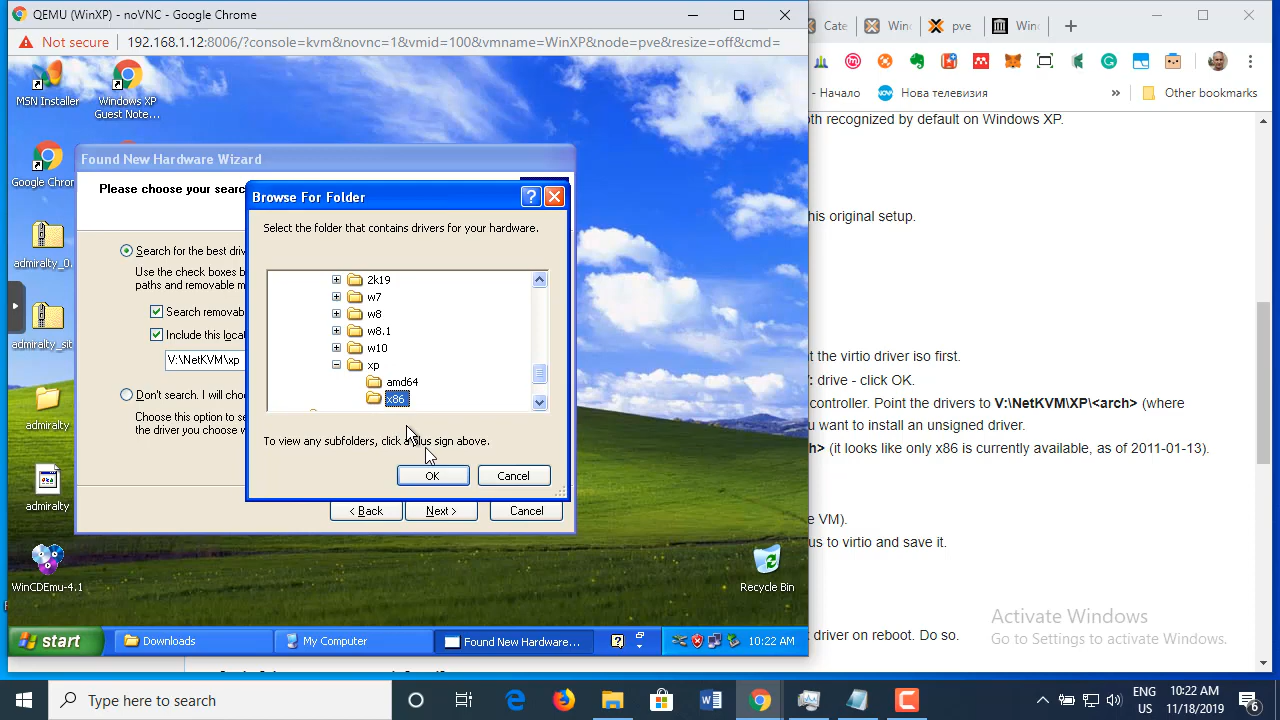 QEMU (WinXP) - noVNC - Google Chrome
Not secure
192.168.1.12:8006/?console=kvm&novnc=1&vmid=100&vmname=WinXP&node=pve&resize=off&cmd=
Cate
Wind
pve
Wind
- Начало
Нова телевизия
»
Other bookmarks
MSN Installer
Windows XP
Guest Note...
Google Chrom
admiralty_0.
admiralty_sit
admiralty
WinCDEmu-4.1
Recycle Bin
Found New Hardware Wizard
Please choose your searc
Search for the best driv
Use the check boxes b
paths and removable m
Search removab
Include this locat
V:\NetKVM\xp
Don't search. I will choo
Choose this option to se
the driver you choose w
< Back
Next >
Cancel
Browse For Folder
Select the folder that contains drivers for your hardware.
2k19
w7
w8
w8.1
w10
xp
amd64
x86
To view any subfolders, click a plus sign above.
OK
Cancel
start
Downloads
My Computer
Found New Hardware...
10:22 AM
oth recognized by default on Windows XP.
his original setup.
t the virtio driver iso first.
: drive - click OK.
controller. Point the drivers to V:\NetKVM\XP\<arch> (where
u want to install an unsigned driver.
h> (it looks like only x86 is currently available, as of 2011-01-13).
e VM).
us to virtio and save it.
driver on reboot. Do so.
Activate Windows
Go to Settings to activate Windows.
Type here to search
ENG
US
10:22 AM
11/18/2019
6